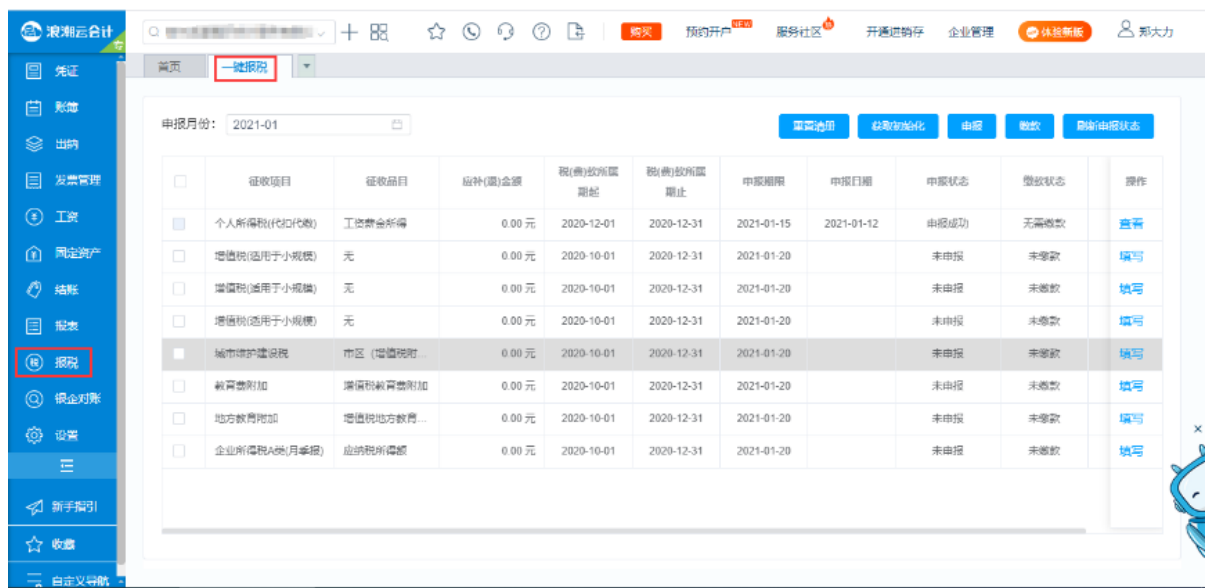 浪潮云会计
购买
预约开户
NEW
服务社区
开通进销存
企业管理
体验新版
郑大力
凭证
账簿
出纳
发票管理
工资
固定资产
结账
报表
报税
银企对账
设置
新手指引
收藏
自定义导航
首页
一键报税
申报月份： 2021-01
重置清册 获取初始化 申报 缴款 刷新申报状态
征收项目 征收品目 应补(退)金额 税(费)款所属期起 税(费)款所属期止 申报期限 申报日期 申报状态 缴款状态 操作
个人所得税(代扣代缴) 工资薪金所得 0.00 元 2020-12-01 2020-12-31 2021-01-15 2021-01-12 申报成功 无需缴款 查看
增值税(适用于小规模) 无 0.00 元 2020-10-01 2020-12-31 2021-01-20 未申报 未缴款 填写
增值税(适用于小规模) 无 0.00 元 2020-10-01 2020-12-31 2021-01-20 未申报 未缴款 填写
增值税(适用于小规模) 无 0.00 元 2020-10-01 2020-12-31 2021-01-20 未申报 未缴款 填写
城市维护建设税 市区（增值税附... 0.00 元 2020-10-01 2020-12-31 2021-01-20 未申报 未缴款 填写
教育费附加 增值税教育费附加 0.00 元 2020-10-01 2020-12-31 2021-01-20 未申报 未缴款 填写
地方教育附加 增值税地方教育... 0.00 元 2020-10-01 2020-12-31 2021-01-20 未申报 未缴款 填写
企业所得税A类(月季报) 应纳税所得额 0.00 元 2020-10-01 2020-12-31 2021-01-20 未申报 未缴款 填写